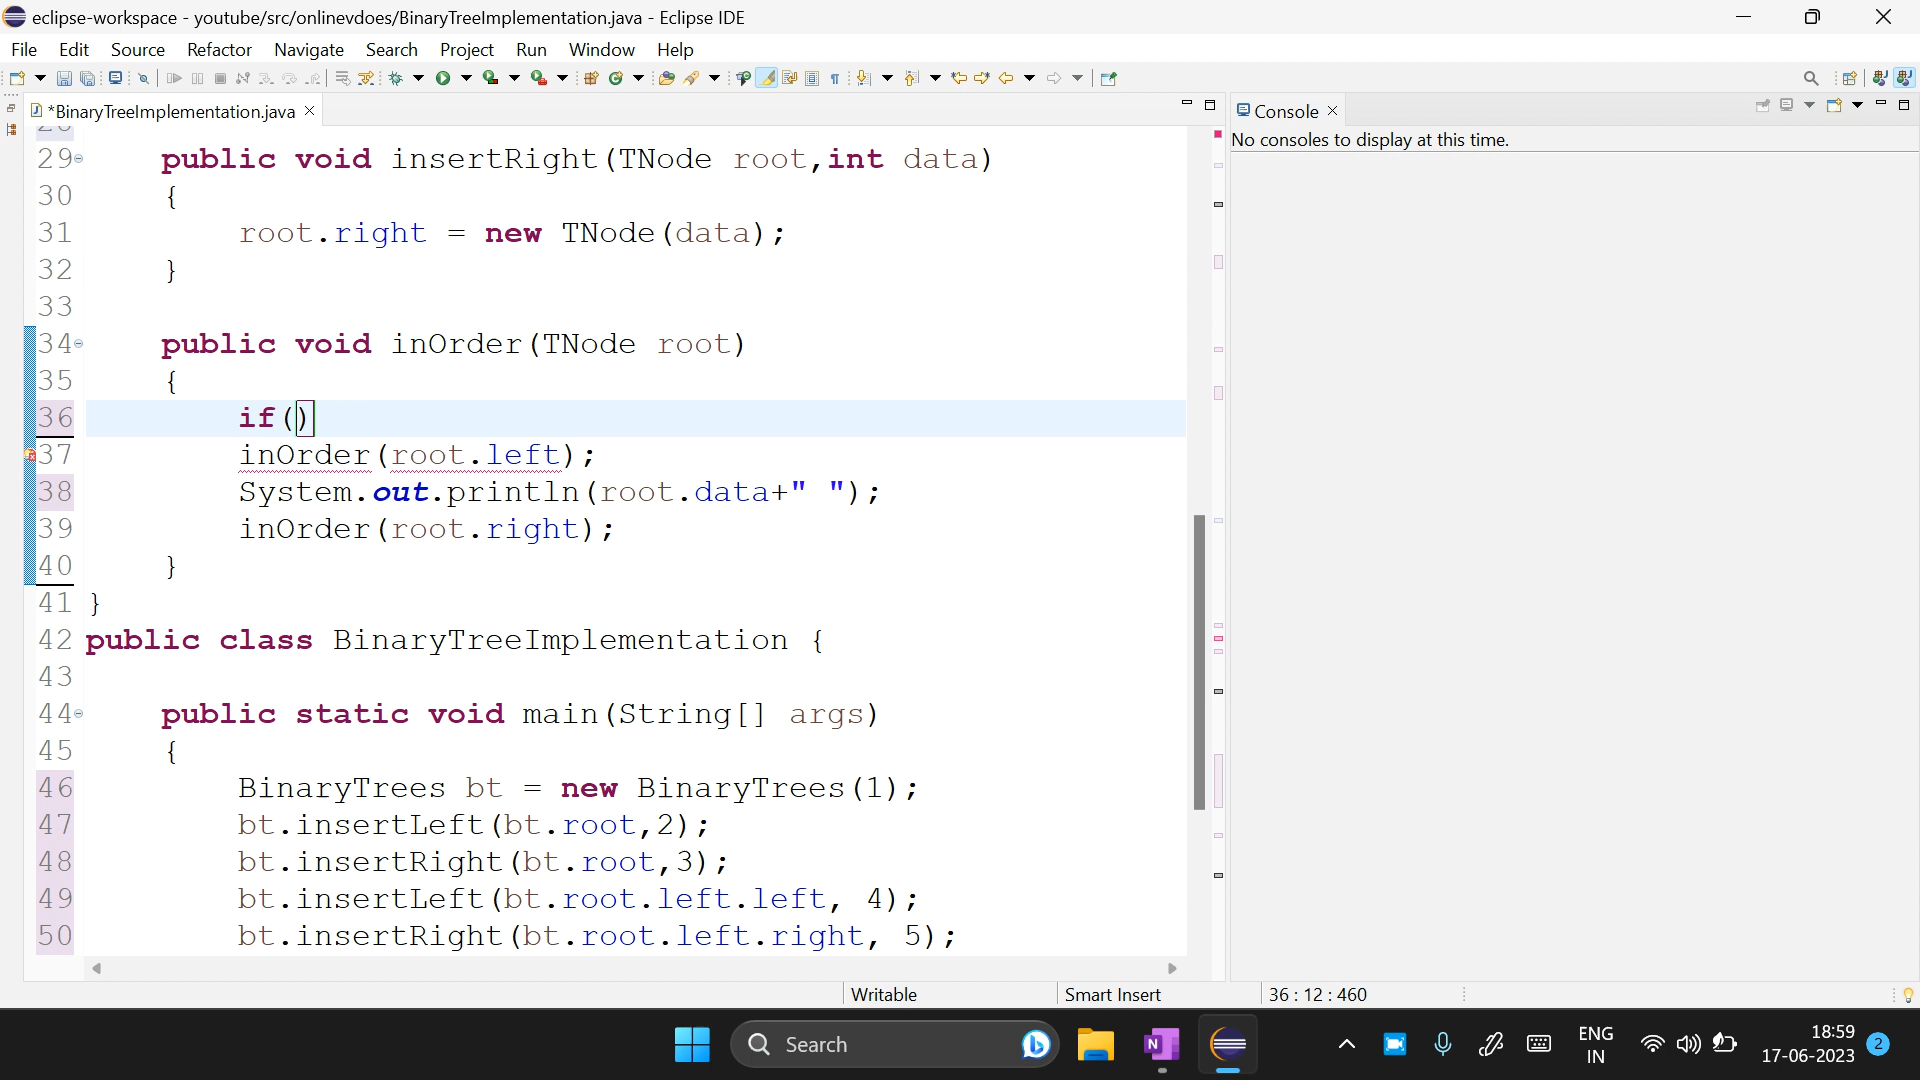 eclipse-workspace - youtube/src/onlinevdoes/BinaryTreeImplementation.java - Eclipse IDE
File Edit Source Refactor Navigate Search Project Run Window Help
*BinaryTreeImplementation.java
Console
No consoles to display at this time.
29 public void insertRight(TNode root,int data)
30 {
31 root.right = new TNode(data);
32 }
33
34 public void inOrder(TNode root)
35 {
36 if()
37 inOrder(root.left);
38 System.out.println(root.data+" ");
39 inOrder(root.right);
40 }
41 }
42 public class BinaryTreeImplementation {
43
44 public static void main(String[] args)
45 {
46 BinaryTrees bt = new BinaryTrees(1);
47 bt.insertLeft(bt.root,2);
48 bt.insertRight(bt.root,3);
49 bt.insertLeft(bt.root.left.left, 4);
50 bt.insertRight(bt.root.left.right, 5);
Writable Smart Insert 36 : 12 : 460
Search
ENG
IN
18:59
17-06-2023
2